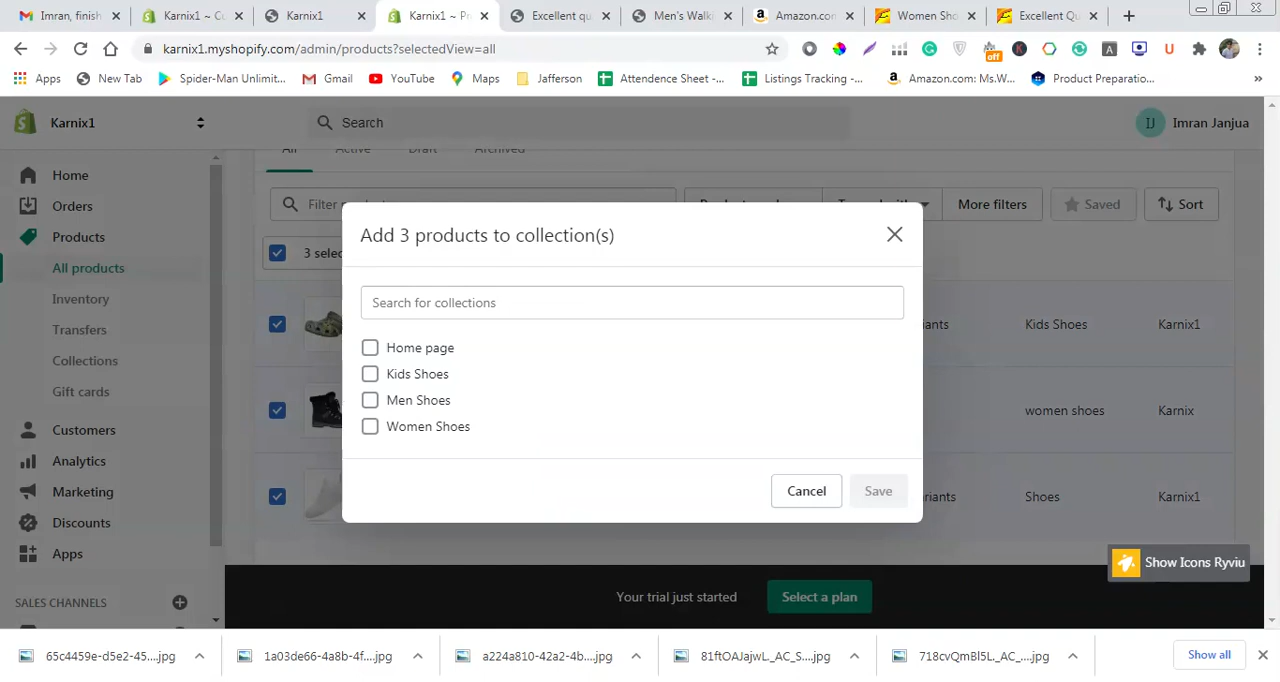 Imran, finish
Karnix1 ~ Cu
Karnix1
Karnix1 ~ Pr
Excellent qu
Men's Walki
Amazon.com
Women Sho
Excellent Qu
karnix1.myshopify.com/admin/products?selectedView=all
off
Apps
New Tab
Spider-Man Unlimit...
Gmail
YouTube
Maps
Jafferson
Attendence Sheet -...
Listings Tracking -...
Amazon.com: Ms.W...
Product Preparatio...
»
Karnix1
Search
IJ
Imran Janjua
Home
Orders
Products
All products
Inventory
Transfers
Collections
Gift cards
Customers
Analytics
Marketing
Discounts
Apps
SALES CHANNELS
All
Active
Draft
Archived
More filters
Saved
Sort
3 selec
Add 3 products to collection(s)
Search for collections
Home page
Kids Shoes
Men Shoes
Women Shoes
Cancel
Save
iants
Kids Shoes
Karnix1
women shoes
Karnix
ariants
Shoes
Karnix1
Show Icons Ryviu
Your trial just started
Select a plan
65c4459e-d5e2-45....jpg
1a03de66-4a8b-4f....jpg
a224a810-42a2-4b....jpg
81ftOAJajwL._AC_S....jpg
718cvQmBl5L._AC_....jpg
Show all